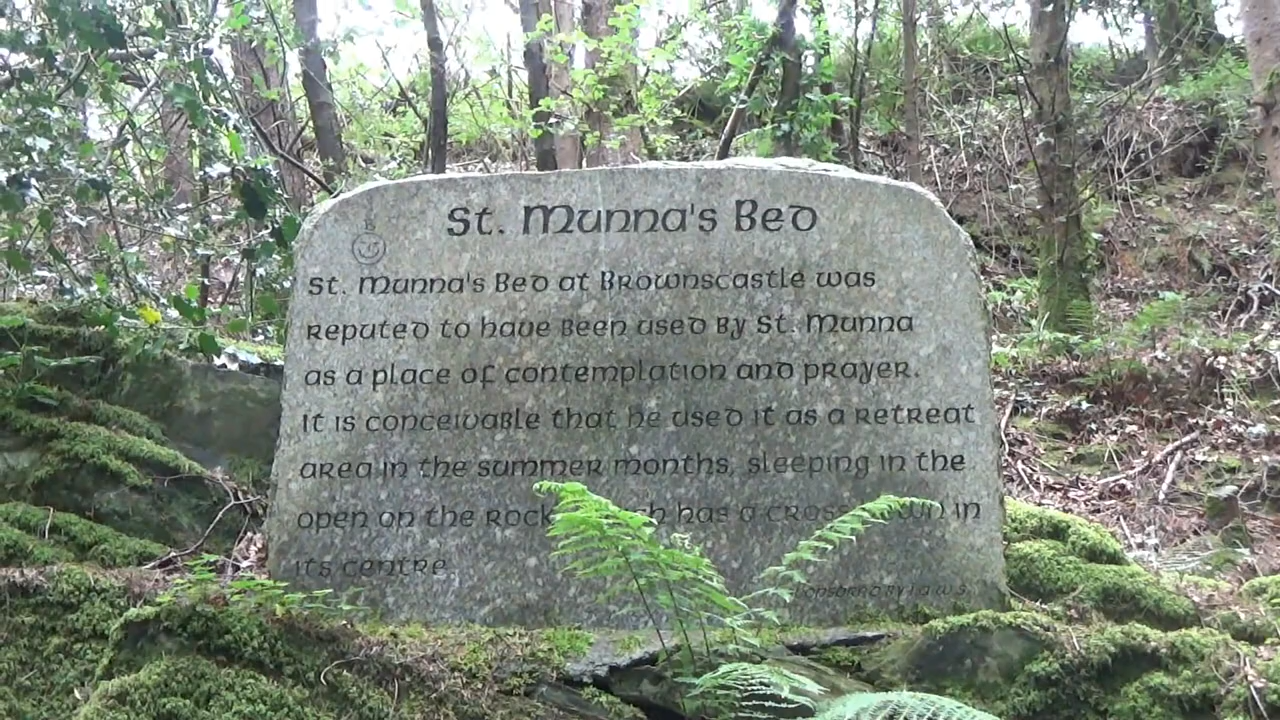 St. Munna's Bed
St. Munna's Bed at Brownscastle was
reputed to have been used by St. Munna
as a place of contemplation and prayer.
It is conceivable that he used it as a retreat
area in the summer months, sleeping in the
open on the rock has a in
its centre